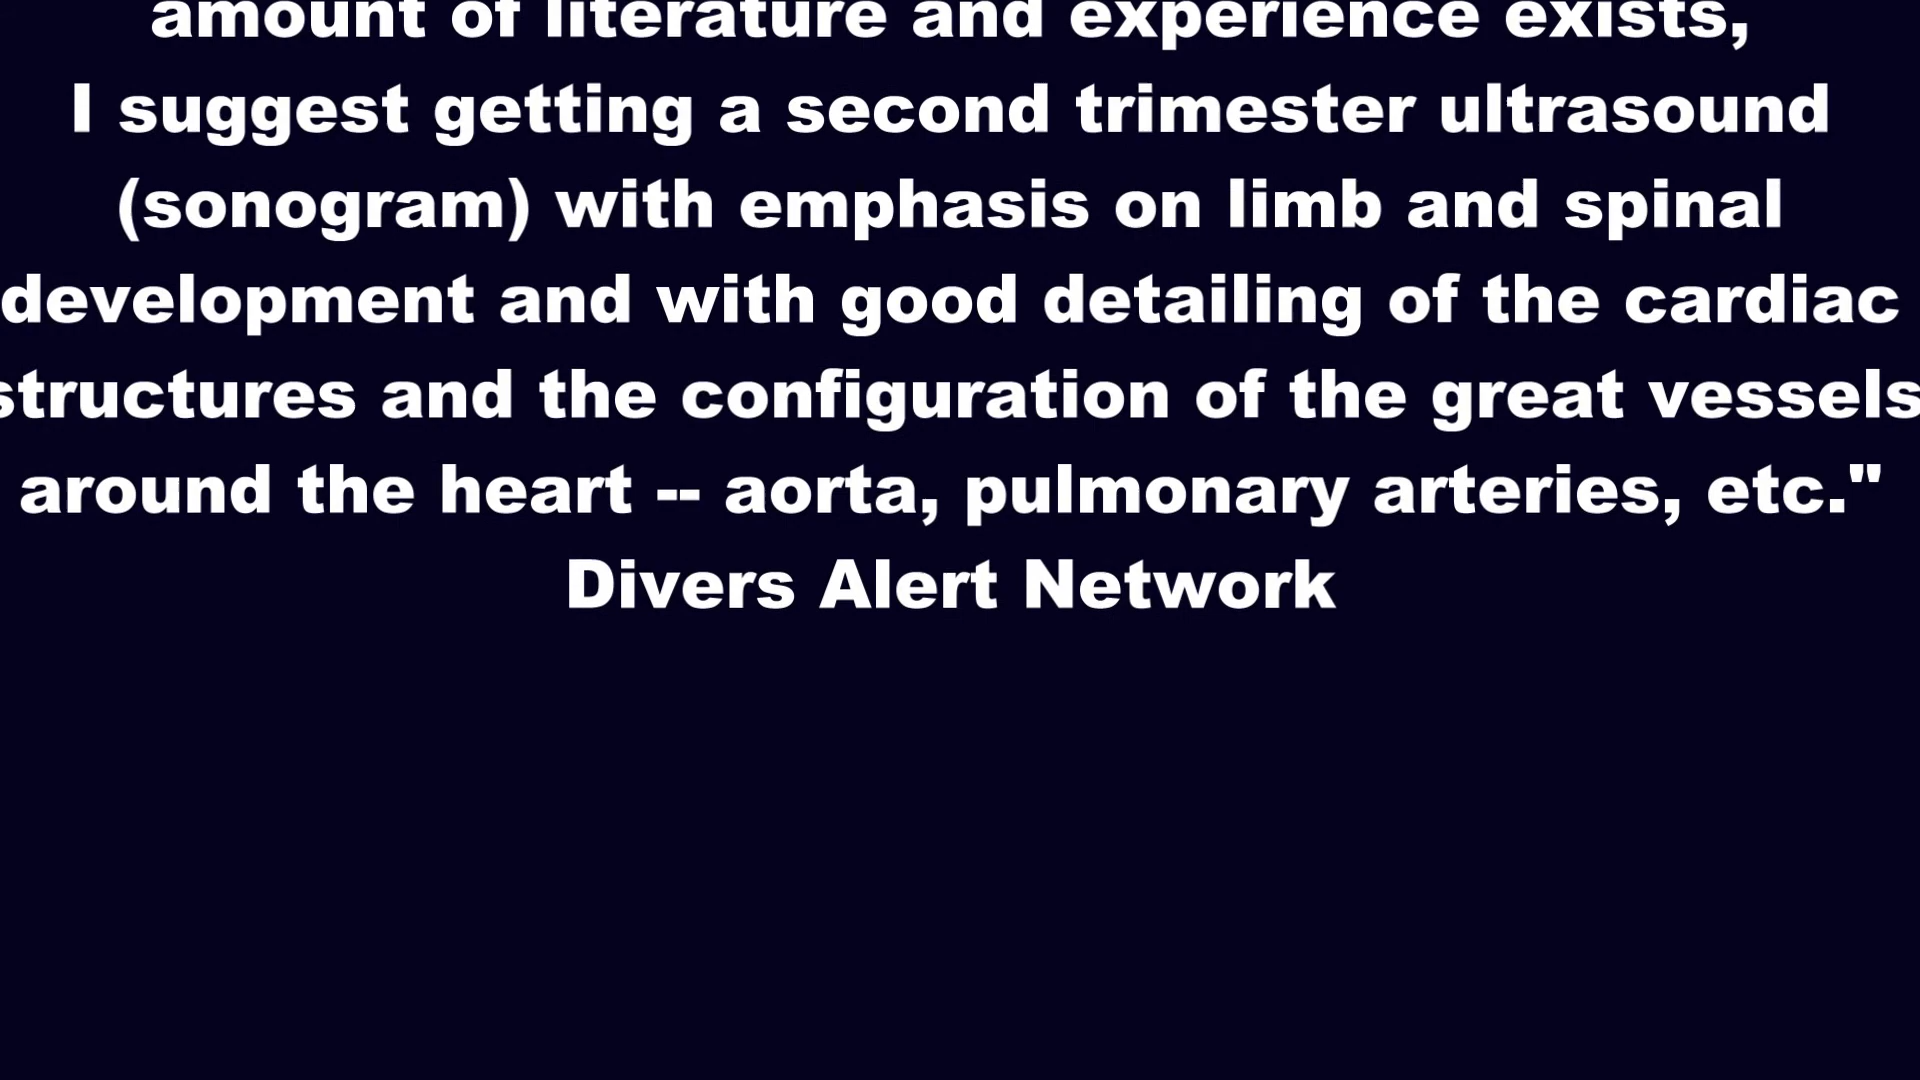 amount of literature and experience exists,
I suggest getting a second trimester ultrasound
(sonogram) with emphasis on limb and spinal
development and with good detailing of the cardiac
structures and the configuration of the great vessels
around the heart -- aorta, pulmonary arteries, etc."
Divers Alert Network